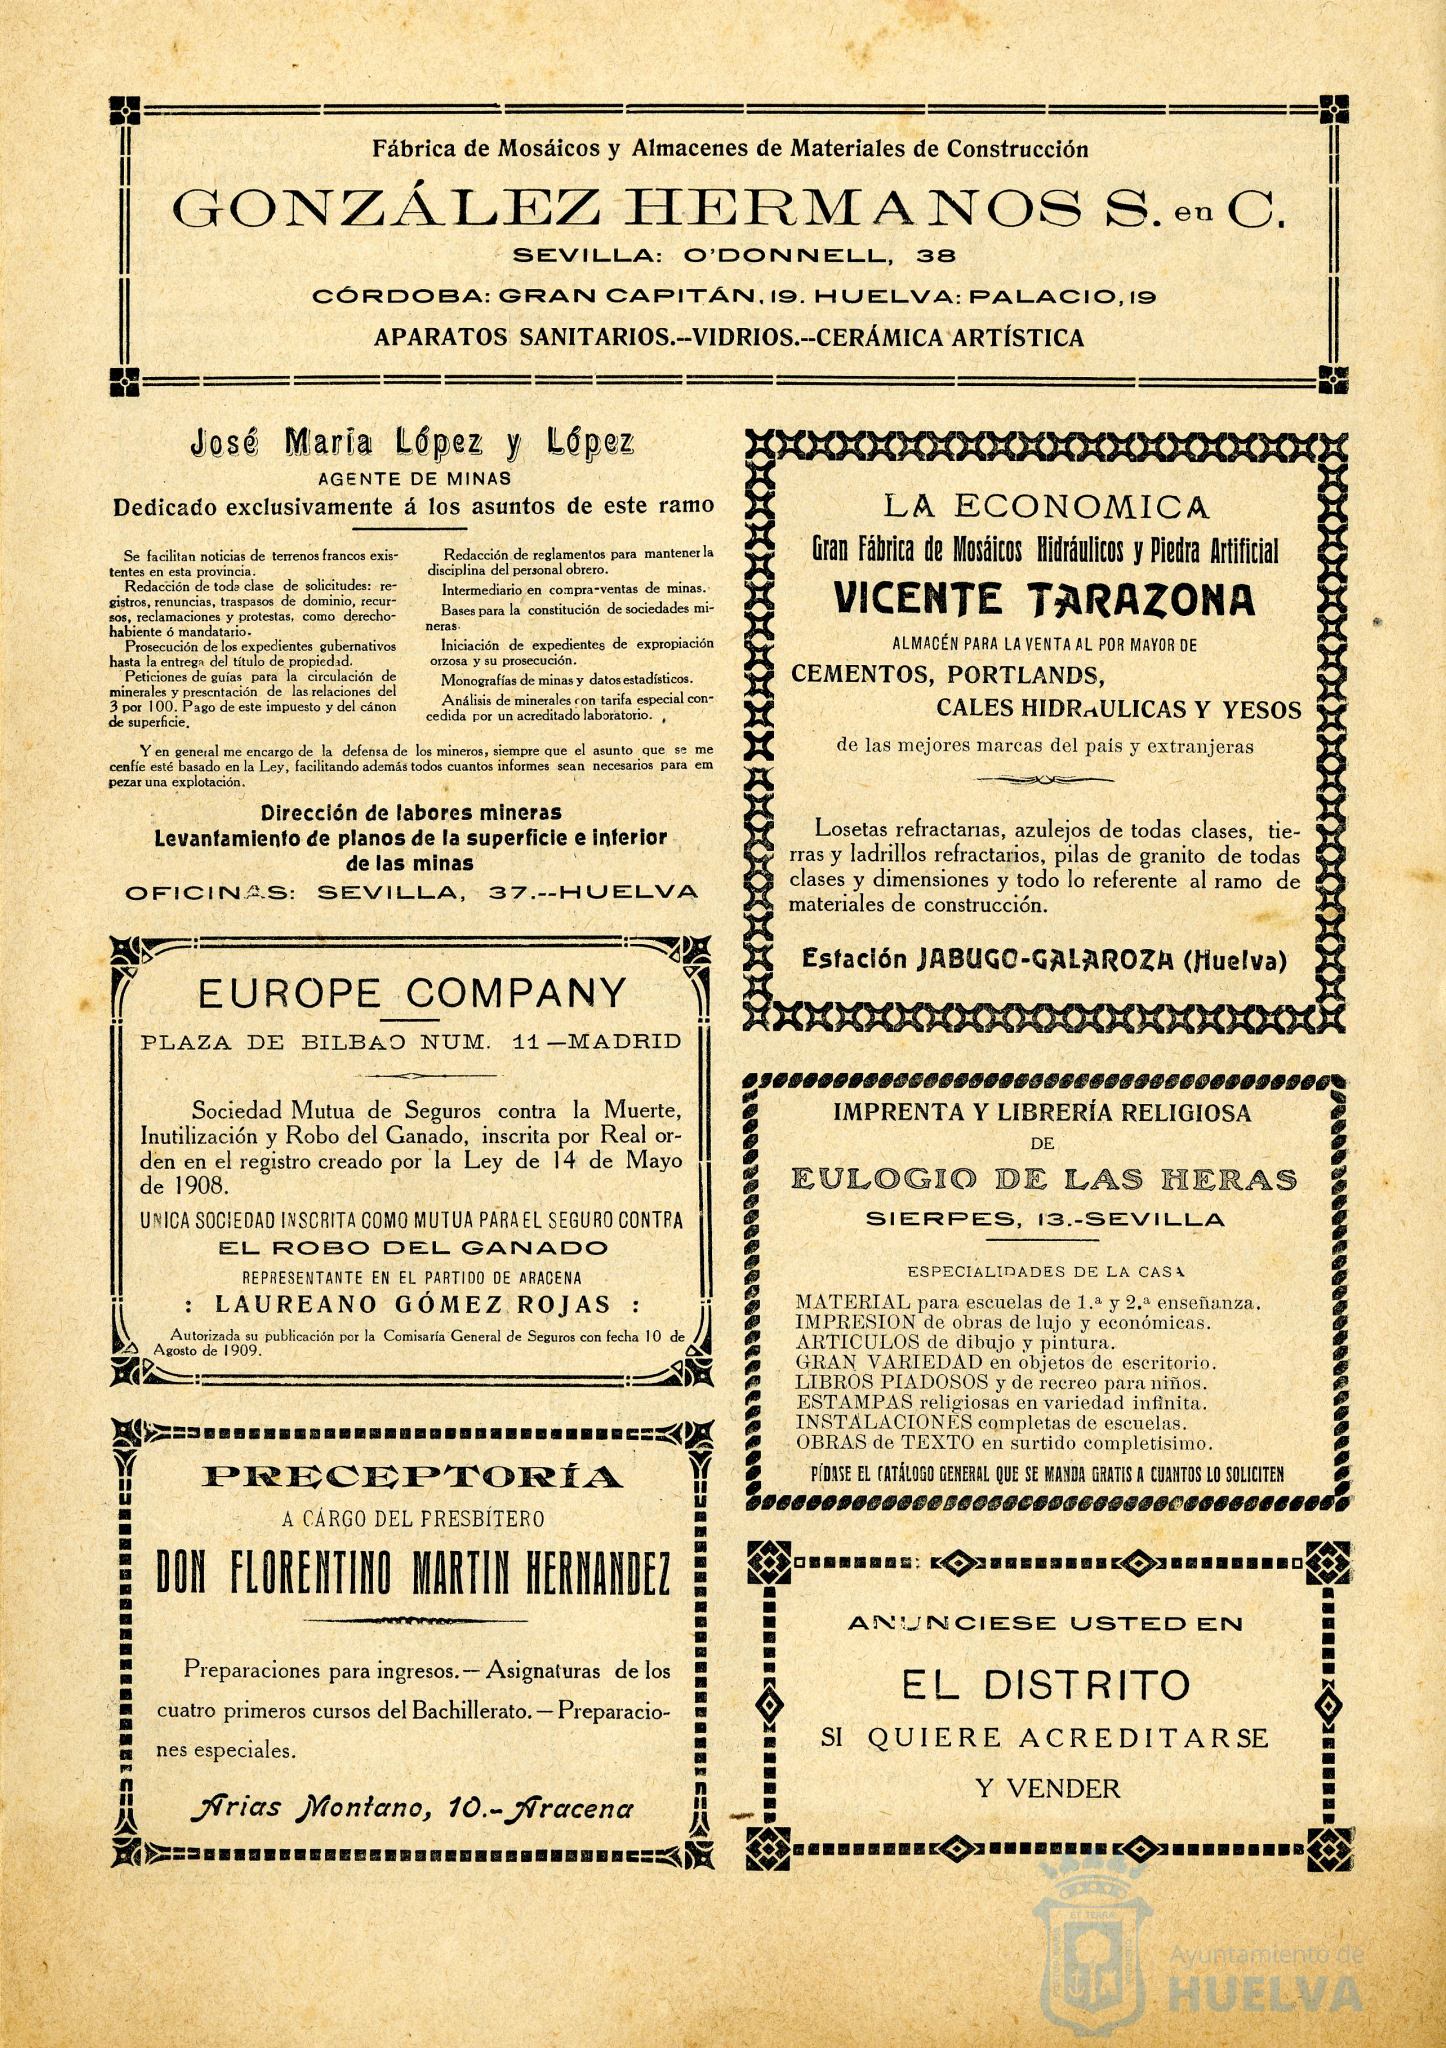 Fábrica de Mosáicos y Almacenes de Materiales de Construcción
GONZÁLEZ HERMANOS S. en C.
SEVILLA: O'DONNELL, 38
CÓRDOBA: GRAN CAPITÁN, 19. HUELVA: PALACIO, 19
APARATOS SANITARIOS.--VIDRIOS.--CERÁMICA ARTÍSTICA
José María López y López
AGENTE DE MINAS
Dedicado exclusivamente á los asuntos de este ramo
Se facilitan noticias de terrenos francos exis-
tentes en esta provincia.
Redacción de toda clase de solicitudes: re-
gistros, renuncias, traspasos de dominio, recur-
sos, reclamaciones y protestas, como derecho-
habiente ó mandatario.
Prosecución de los expedientes gubernativos
hasta la entrega del título de propiedad.
Peticiones de guías para la circulación de
minerales y presentación de las relaciones del
3 por 100. Pago de este impuesto y del cánon
de superficie.
Redacción de reglamentos para mantener la
disciplina del personal obrero.
Intermediario en compra-ventas de minas.
Bases para la constitución de sociedades mi-
neras.
Iniciación de expedientes de expropiación
orzosa y su prosecución.
Monografías de minas y datos estadísticos.
Análisis de minerales con tarifa especial con-
cedida por un acreditado laboratorio.
Y en general me encargo de la defensa de los mineros, siempre que el asunto que se me
cenfíe esté basado en la Ley, facilitando además todos cuantos informes sean necesarios para em
pezar una explotación.
Dirección de labores mineras
Levantamiento de planos de la superficie e interior
de las minas
OFICINAS: SEVILLA, 37.--HUELVA
EUROPE COMPANY
PLAZA DE BILBAO NUM. 11—MADRID
Sociedad Mutua de Seguros contra la Muerte,
Inutilización y Robo del Ganado, inscrita por Real or-
den en el registro creado por la Ley de 14 de Mayo
de 1908.
UNICA SOCIEDAD INSCRITA COMO MUTUA PARA EL SEGURO CONTRA
EL ROBO DEL GANADO
REPRESENTANTE EN EL PARTIDO DE ARACENA
: LAUREANO GÓMEZ ROJAS :
Autorizada su publicación por la Comisaría General de Seguros con fecha 10 de
Agosto de 1909.
PRECEPTORÍA
A CARGO DEL PRESBÍTERO
DON FLORENTINO MARTIN HERNANDEZ
Preparaciones para ingresos.—Asignaturas de los
cuatro primeros cursos del Bachillerato.—Preparacio-
nes especiales.
Arias Montano, 10.-Aracena
LA ECONOMICA
Gran Fábrica de Mosáicos Hidráulicos y Piedra Artificial
VICENTE TARAZONA
ALMACÉN PARA LA VENTA AL POR MAYOR DE
CEMENTOS, PORTLANDS,
CALES HIDRAULICAS Y YESOS
de las mejores marcas del país y extranjeras
Losetas refractarias, azulejos de todas clases, tie-
rras y ladrillos refractarios, pilas de granito de todas
clases y dimensiones y todo lo referente al ramo de
materiales de construcción.
Estación JABUGO-GALAROZA (Huelva)
IMPRENTA Y LIBRERÍA RELIGIOSA
DE
EULOGIO DE LAS HERAS
SIERPES, 13.-SEVILLA
ESPECIALIDADES DE LA CASA
MATERIAL para escuelas de 1.ª y 2.ª enseñanza.
IMPRESION de obras de lujo y económicas.
ARTICULOS de dibujo y pintura.
GRAN VARIEDAD en objetos de escritorio.
LIBROS PIADOSOS y de recreo para niños.
ESTAMPAS religiosas en variedad infinita.
INSTALACIONES completas de escuelas.
OBRAS de TEXTO en surtido completisimo.
PÍDASE EL CATÁLOGO GENERAL QUE SE MANDA GRATIS A CUANTOS LO SOLICITEN
ANUNCIESE USTED EN
EL DISTRITO
SI QUIERE ACREDITARSE
Y VENDER
Ayuntamiento de
HUELVA